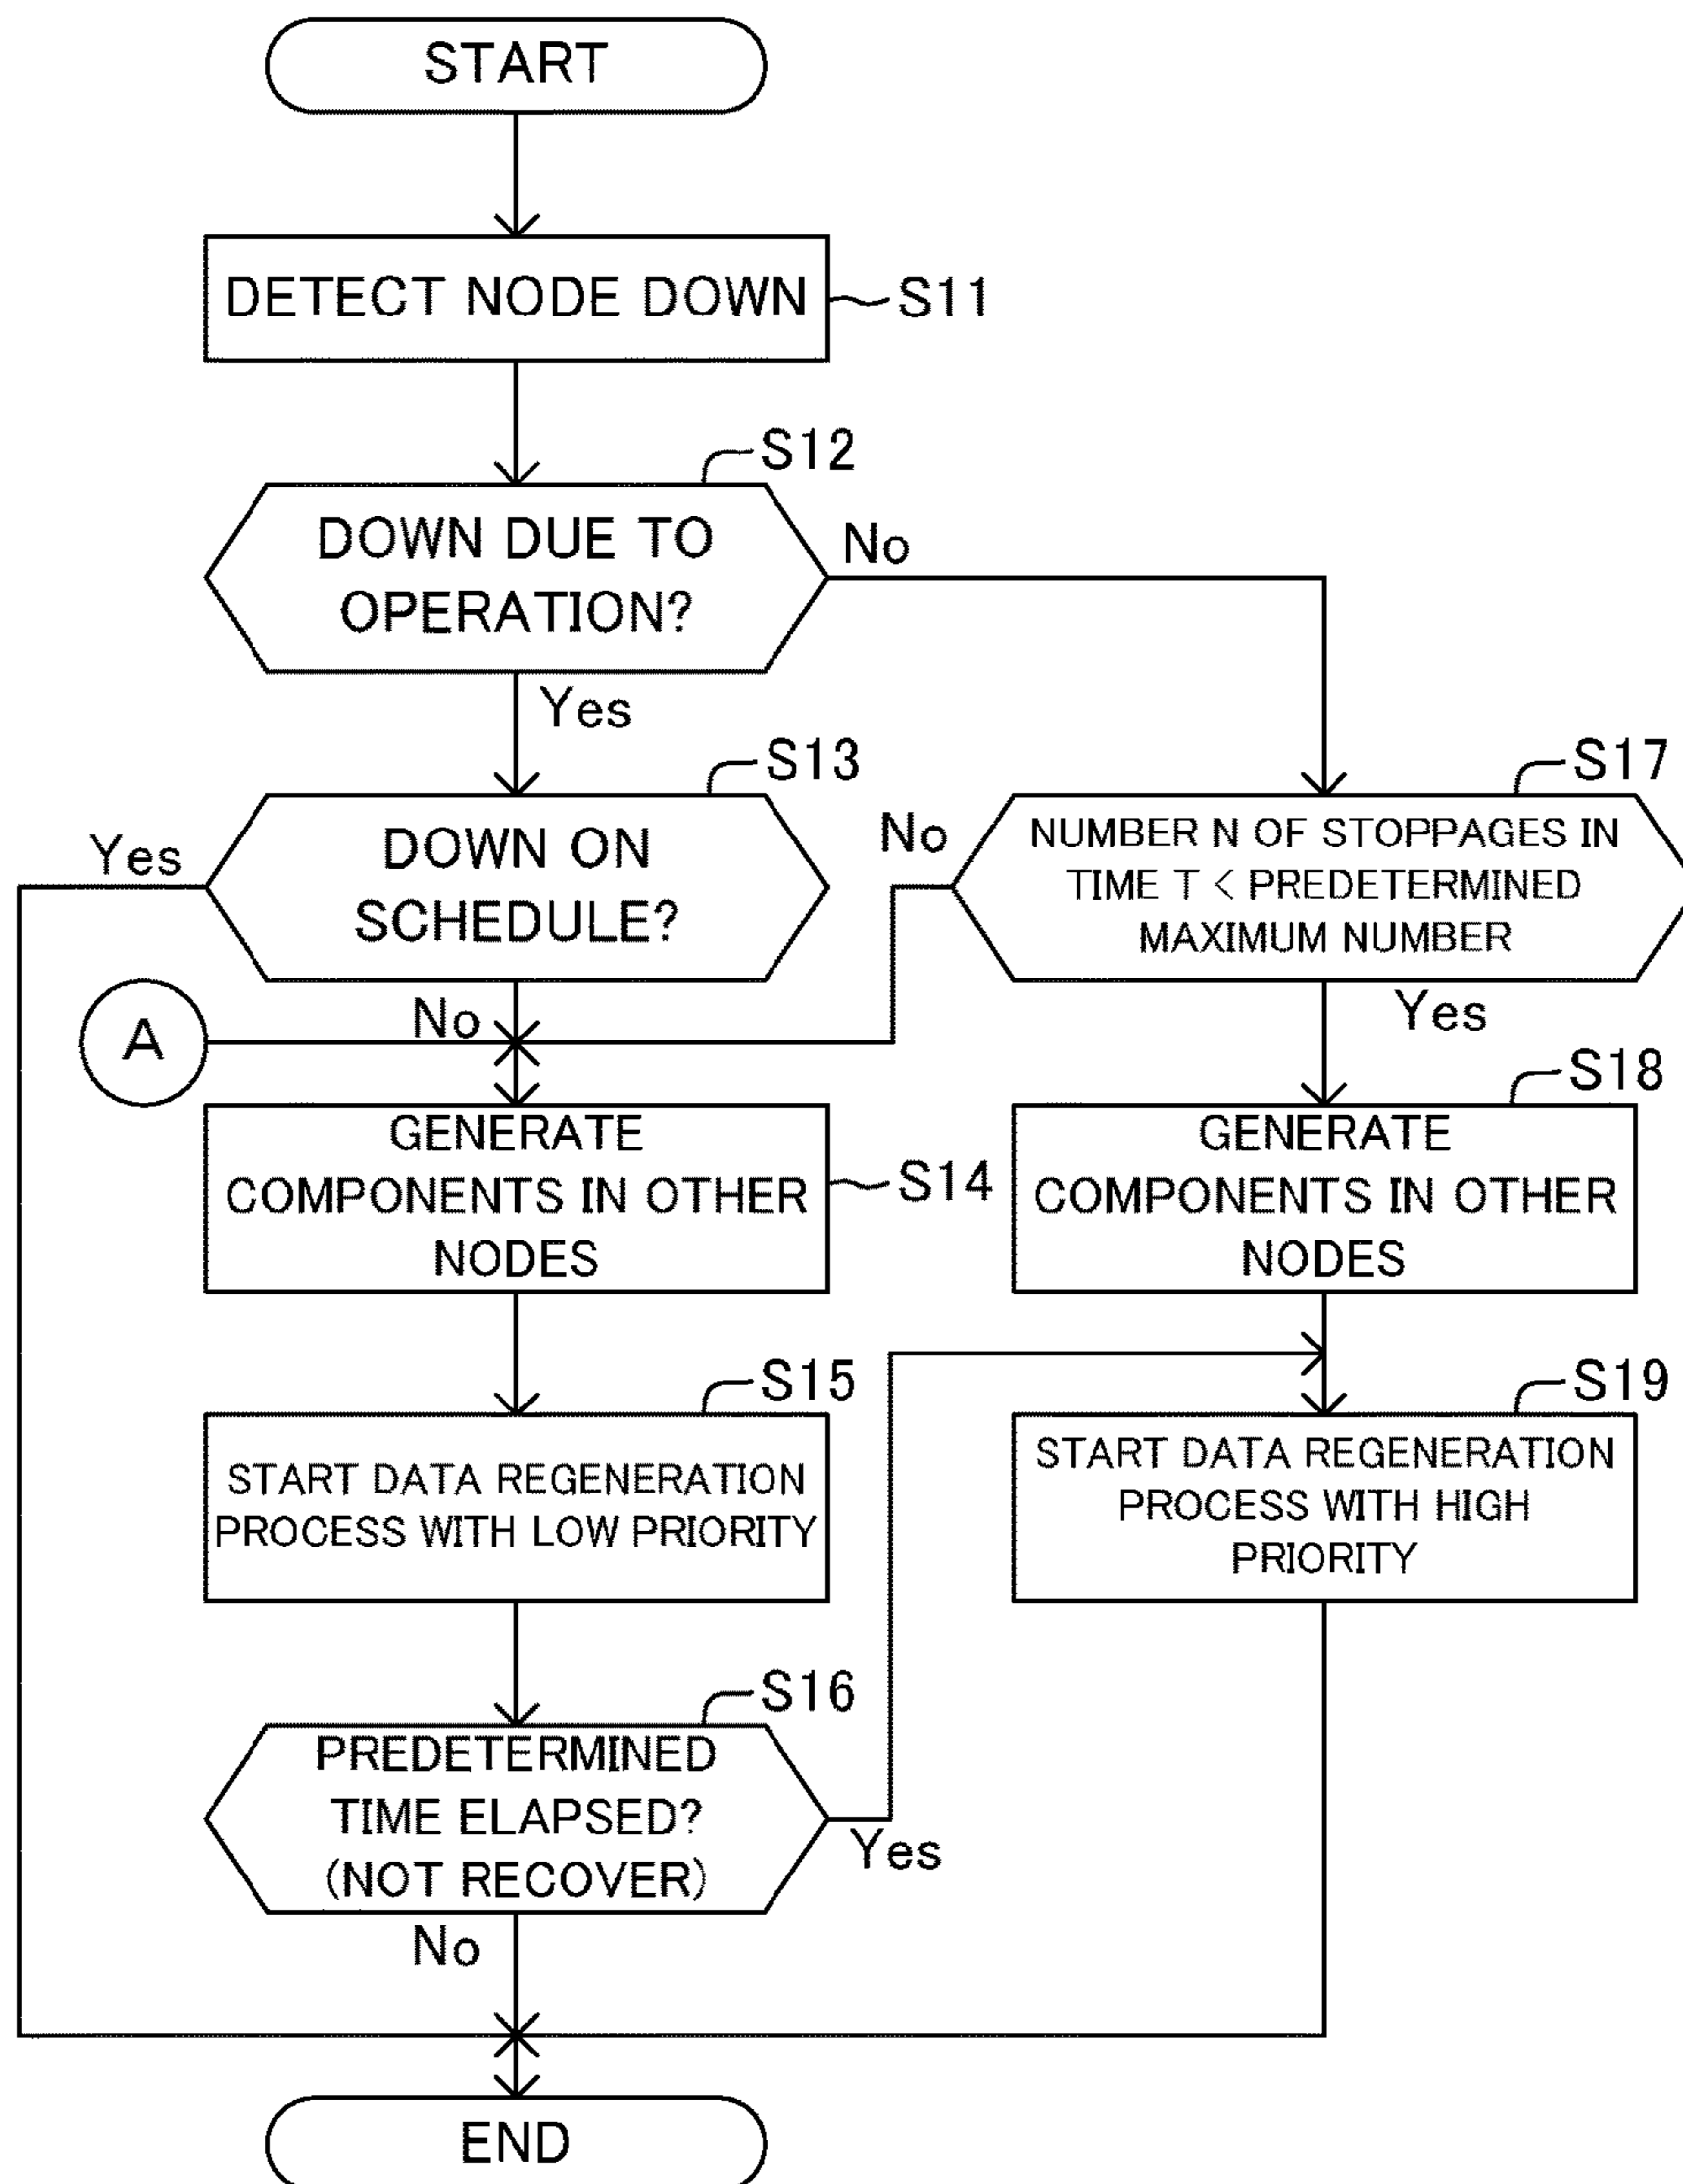 START
DETECT NODE DOWN
S11
S12
DOWN DUE TO
OPERATION?
No
Yes
S13
DOWN ON
SCHEDULE?
Yes
No
S17
NUMBER N OF STOPPAGES IN
TIME T < PREDETERMINED
MAXIMUM NUMBER
No
Yes
A
GENERATE
COMPONENTS IN OTHER
NODES
S14
S18
GENERATE
COMPONENTS IN OTHER
NODES
S15
START DATA REGENERATION
PROCESS WITH LOW PRIORITY
S19
START DATA REGENERATION
PROCESS WITH HIGH
PRIORITY
S16
PREDETERMINED
TIME ELAPSED?
(NOT RECOVER)
Yes
No
END